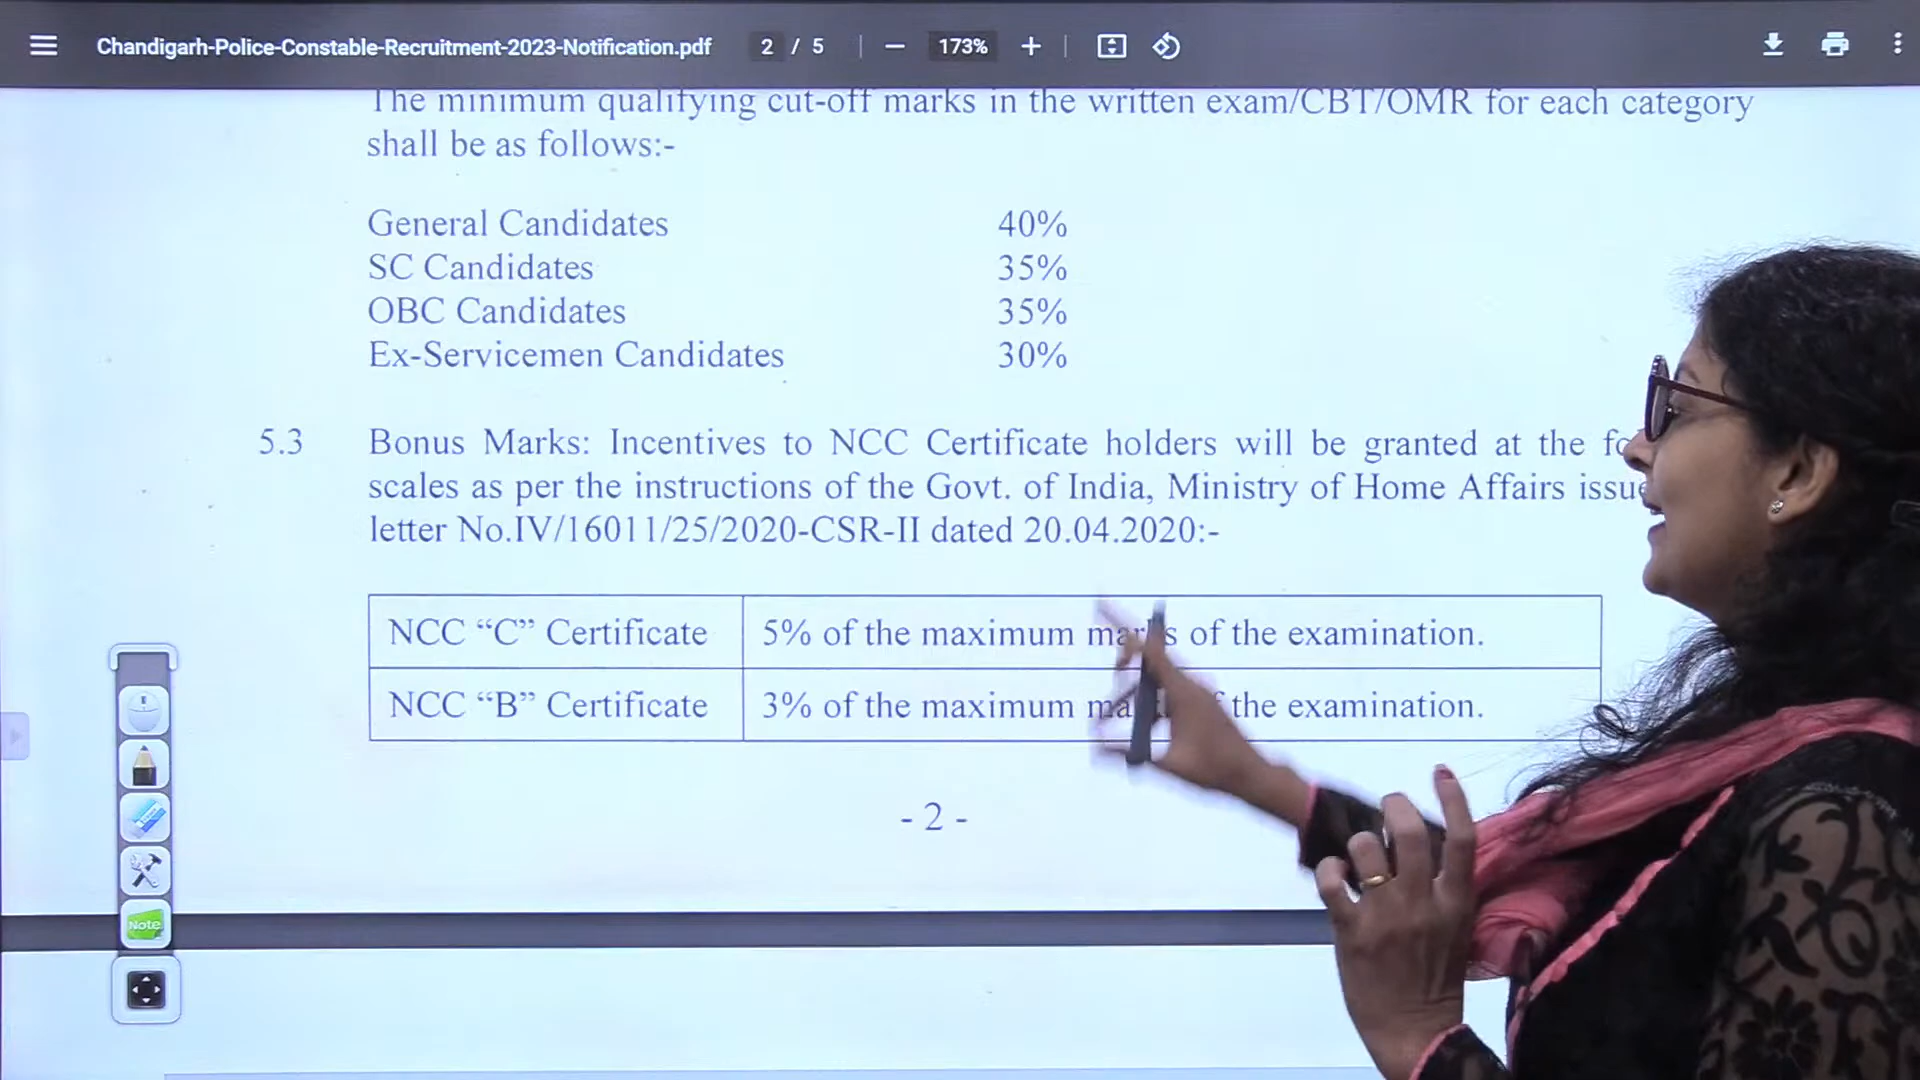 Chandigarh-Police-Constable-Recruitment-2023-Notification.pdf 2 / 5 173%
The minimum qualifying cut-off marks in the written exam/CBT/OMR for each category
shall be as follows:-
General Candidates 40%
SC Candidates 35%
OBC Candidates 35%
Ex-Servicemen Candidates 30%
5.3 Bonus Marks: Incentives to NCC Certificate holders will be granted at the
scales as per the instructions of the Govt. of India, Ministry of Home Affairs
letter No.IV/16011/25/2020-CSR-II dated 20.04.2020:-
NCC “C” Certificate 5% of the maximum marks of the examination.
NCC “B” Certificate 3% of the maximum the examination.
- 2 -
Note